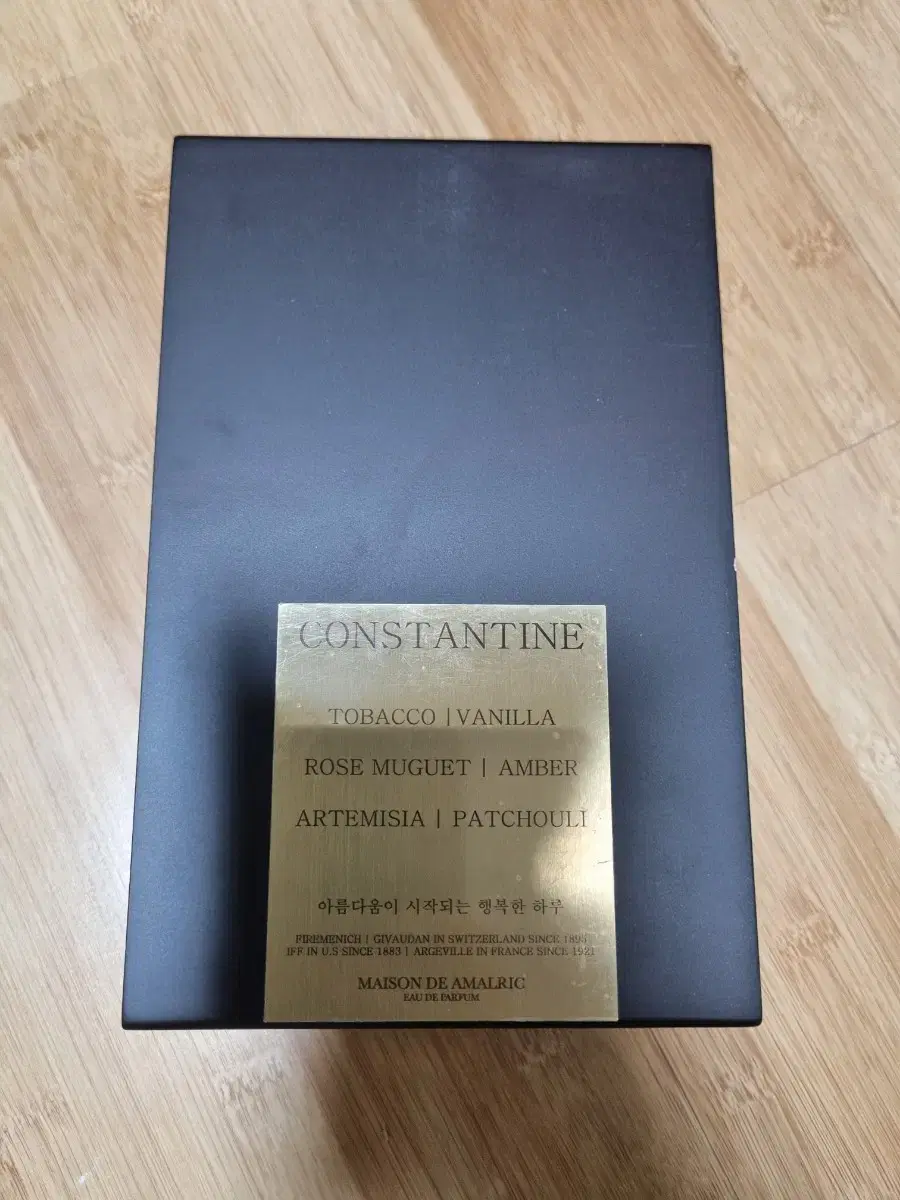 CONSTANTINE
TOBACCO | VANILLA
ROSE MUGUET | AMBER
ARTEMISIA | PATCHOULI
아름다움이 시작되는 행복한 하루
FIREMENICH | GIVAUDAN IN SWITZERLAND SINCE 1895
IFF IN U.S SINCE 1883 | ARGEVILLE IN FRANCE SINCE 1921
MAISON DE AMALRIC
EAU DE PARFUM